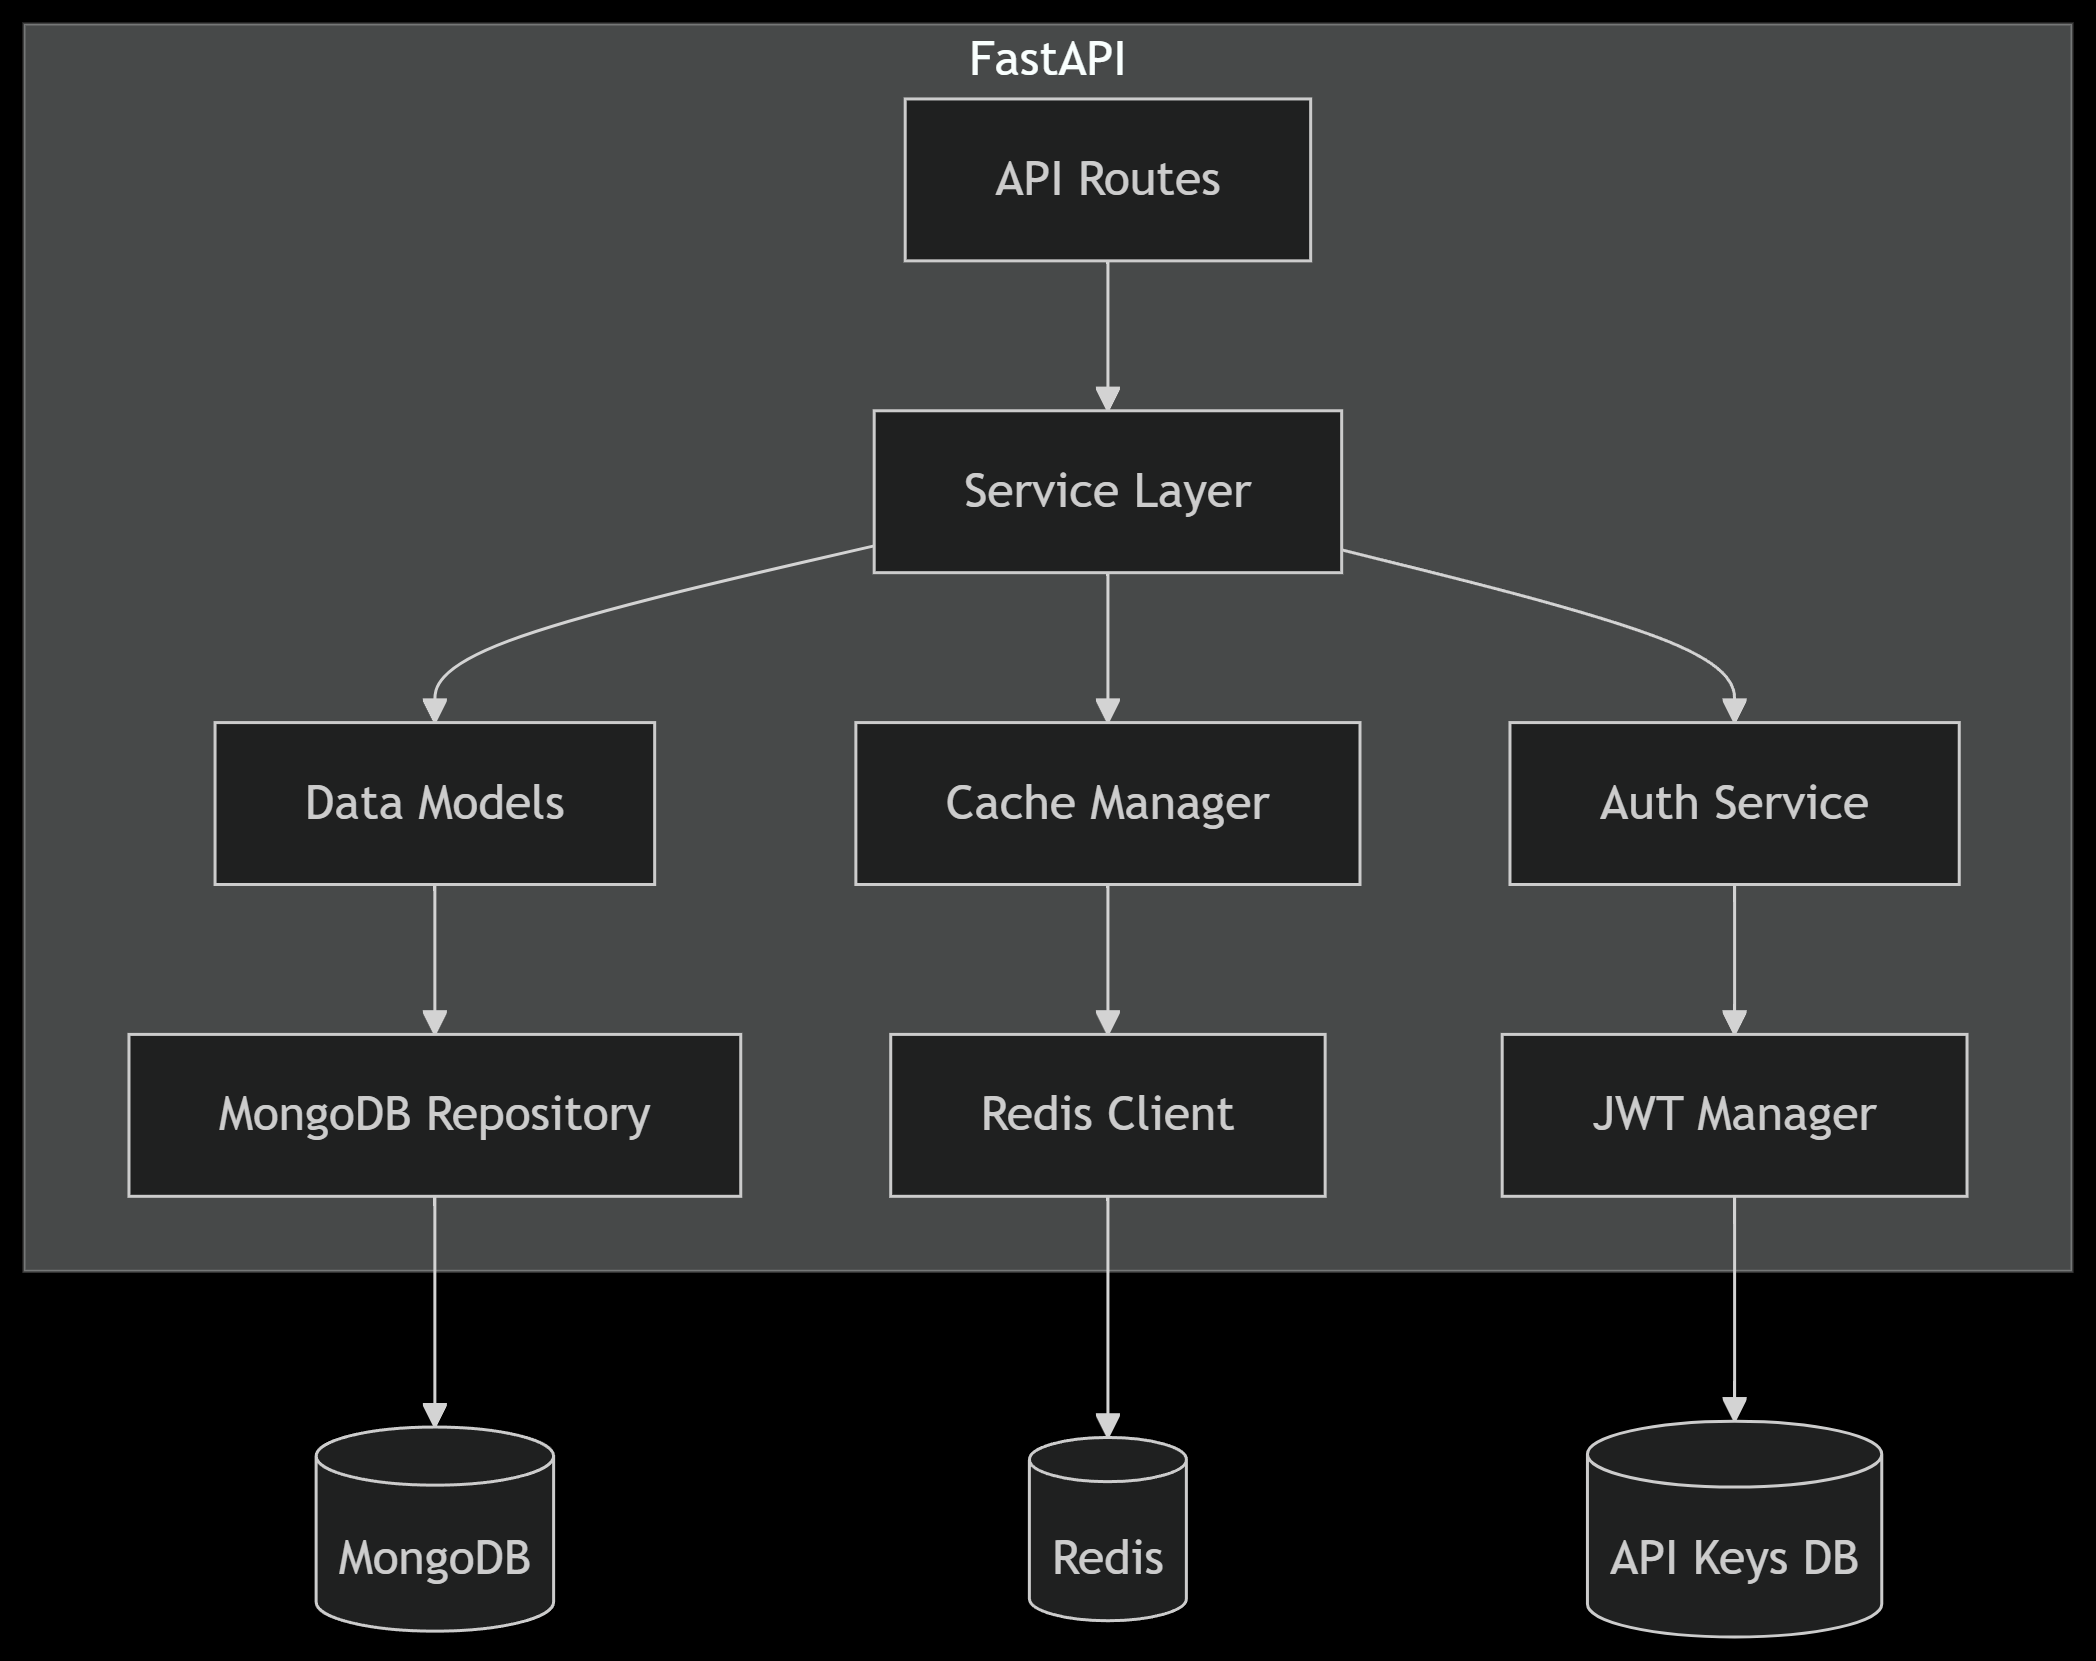 FastAPI
API Routes
Service Layer
Data Models
Cache Manager
Auth Service
MongoDB Repository
Redis Client
JWT Manager
MongoDB
Redis
API Keys DB